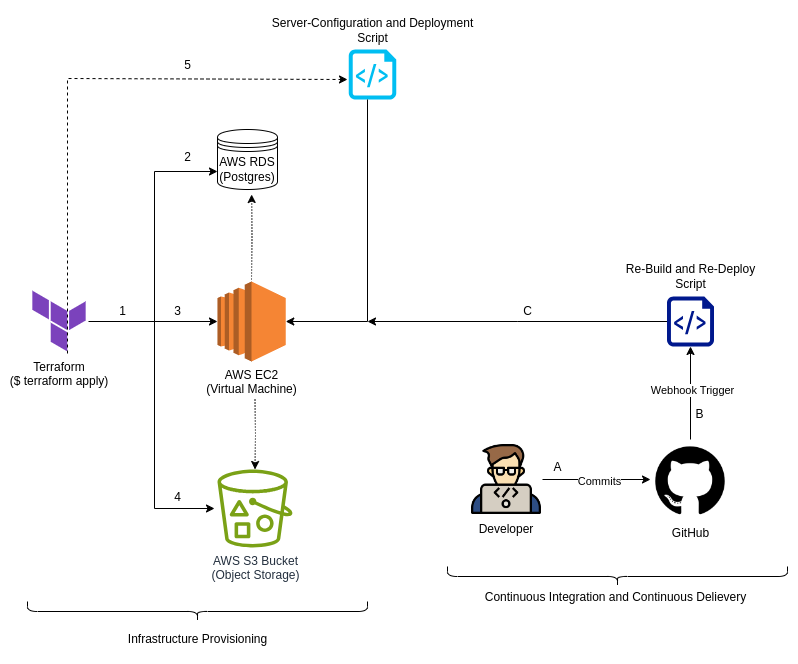 Server-Configuration and Deployment
Script
5
2
AWS RDS
(Postgres)
Re-Build and Re-Deploy
Script
1
3
C
Terraform
($ terraform apply)
AWS EC2
(Virtual Machine)
Webhook Trigger
B
A
Commits
4
Developer
GitHub
AWS S3 Bucket
(Object Storage)
Continuous Integration and Continuous Delievery
Infrastructure Provisioning